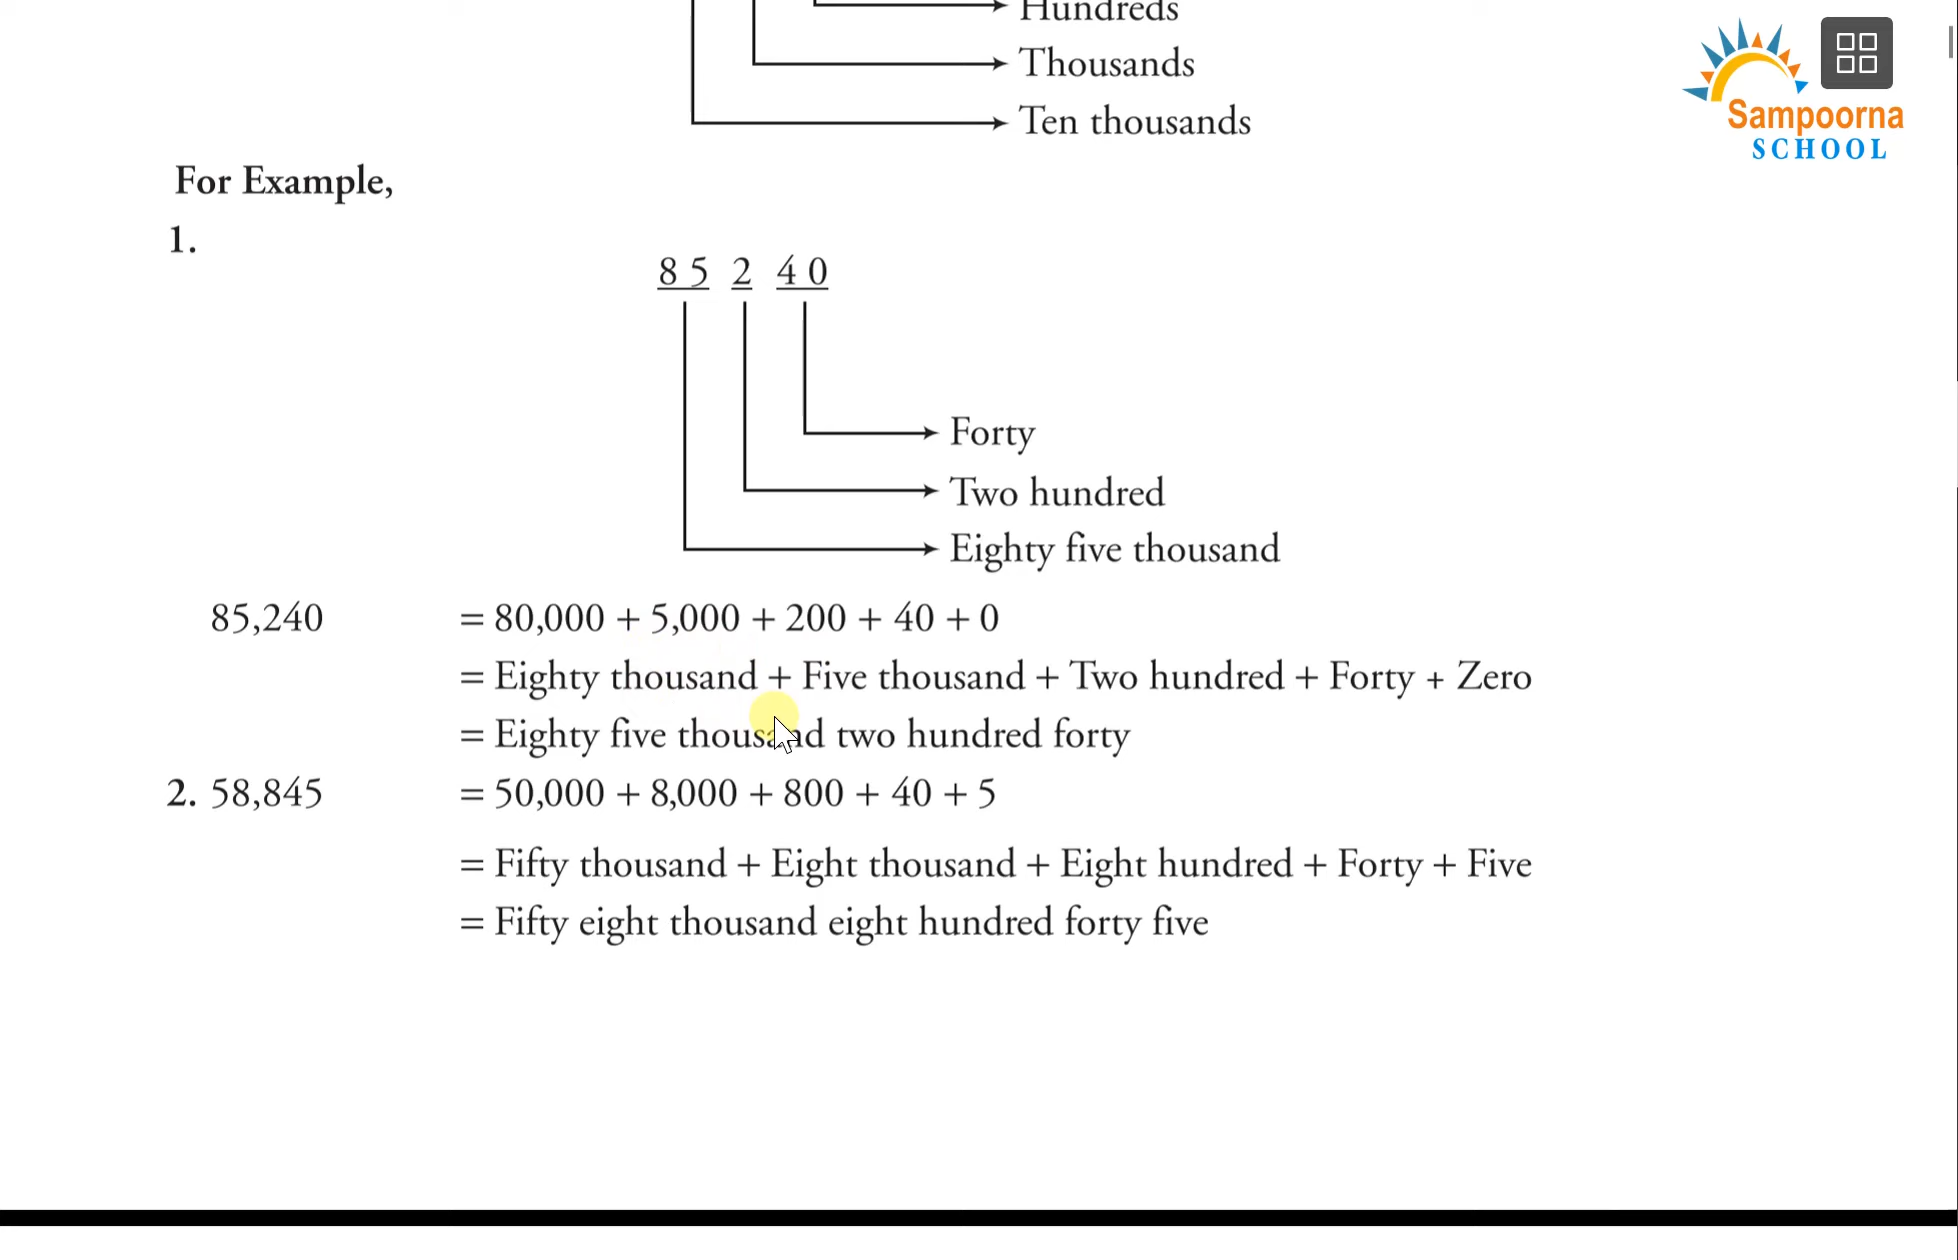 Hundreds
Thousands
Ten thousands
Sampoorna
SCHOOL
For Example,
1.
8 5 2 4 0
Forty
Two hundred
Eighty five thousand
85,240 = 80,000 + 5,000 + 200 + 40 + 0
= Eighty thousand + Five thousand + Two hundred + Forty + Zero
= Eighty five thousand two hundred forty
2. 58,845 = 50,000 + 8,000 + 800 + 40 + 5
= Fifty thousand + Eight thousand + Eight hundred + Forty + Five
= Fifty eight thousand eight hundred forty five